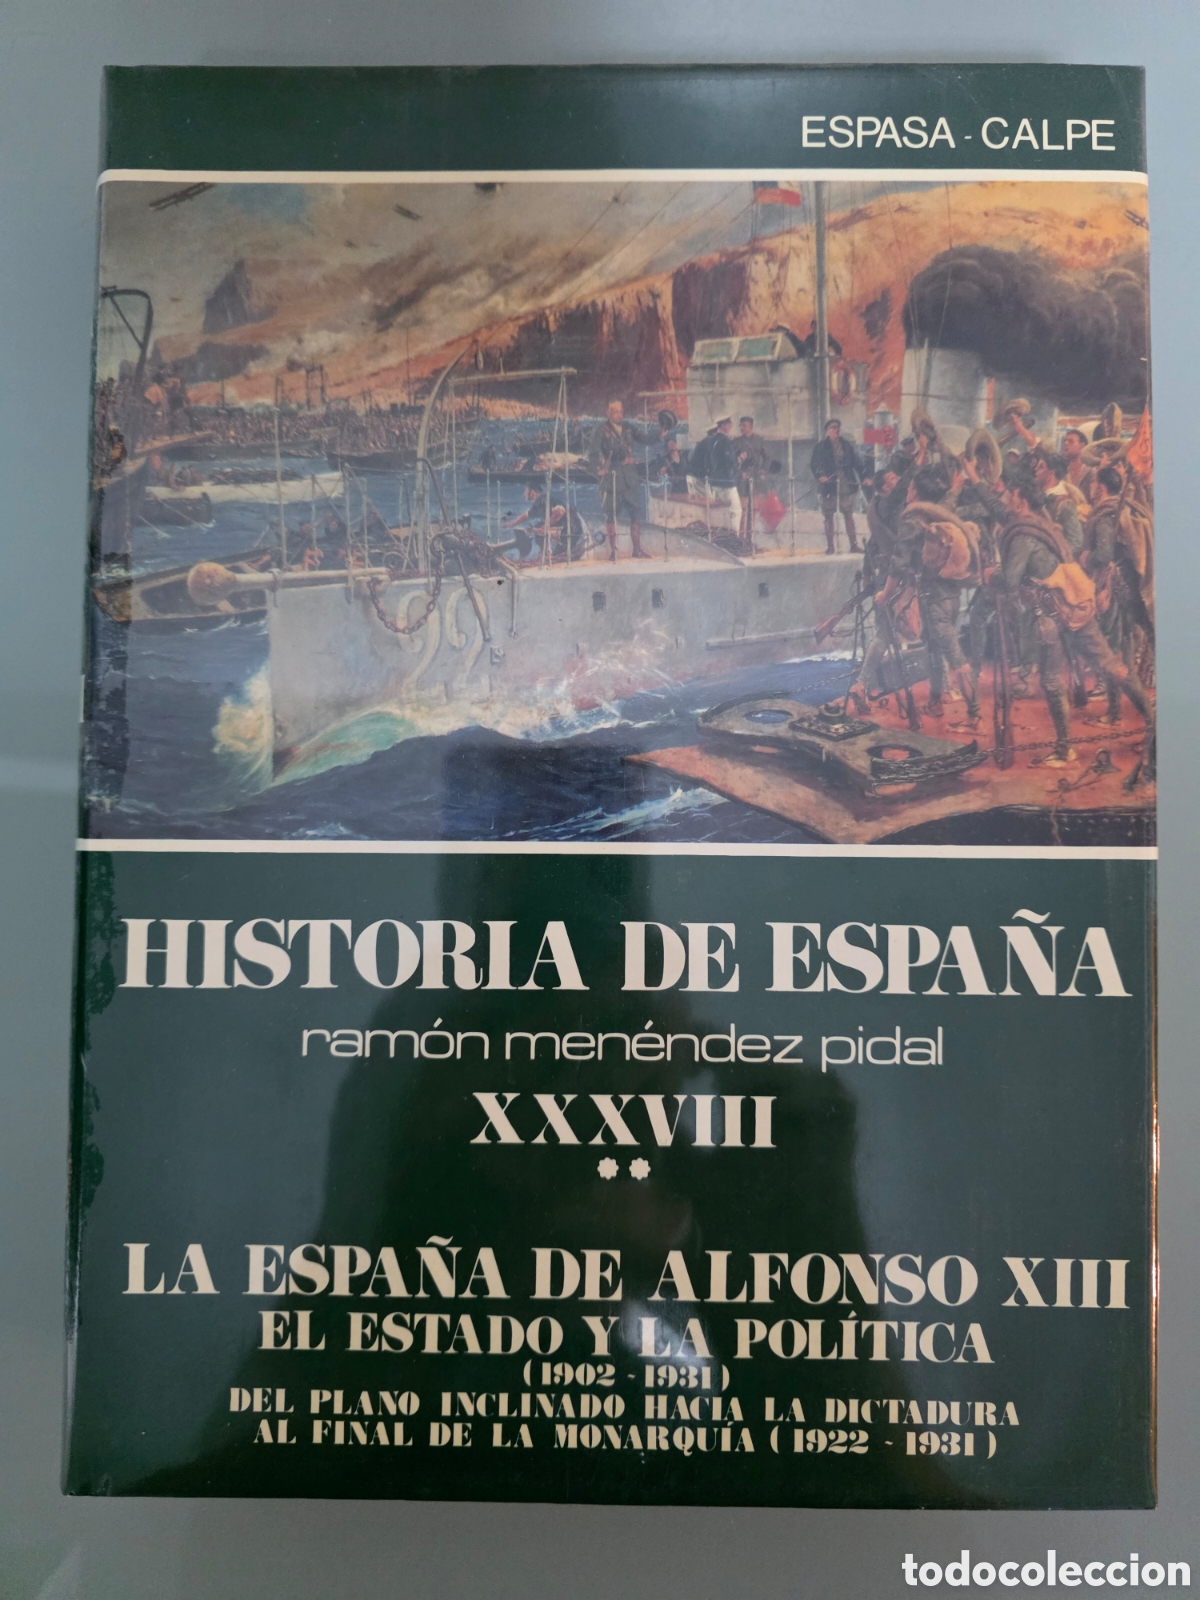 ESPASA - CALPE
99
HISTORIA DE ESPAÑA
ramón menéndez pidal
XXXVIII
**
LA ESPAÑA DE ALFONSO XIII
EL ESTADO Y LA POLÍTICA
(1902 - 1931)
DEL PLANO INCLINADO HACIA LA DICTADURA
AL FINAL DE LA MONARQUÍA (1922 - 1931)
todocoleccion